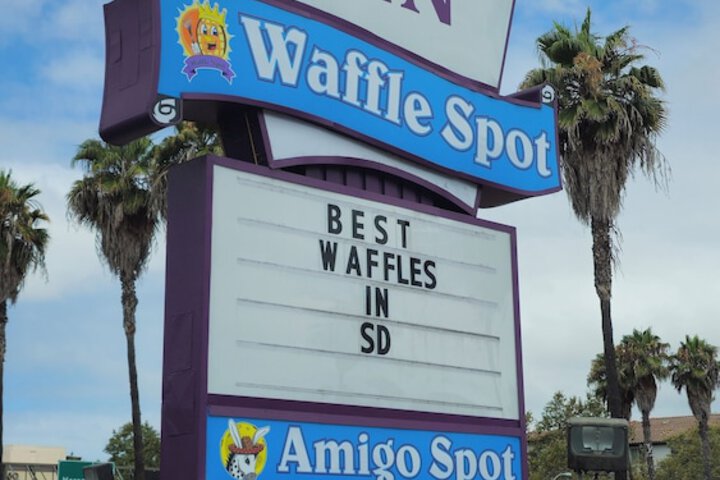 Waffle Spot
BEST
WAFFLES
IN
SD
Amigo Spot